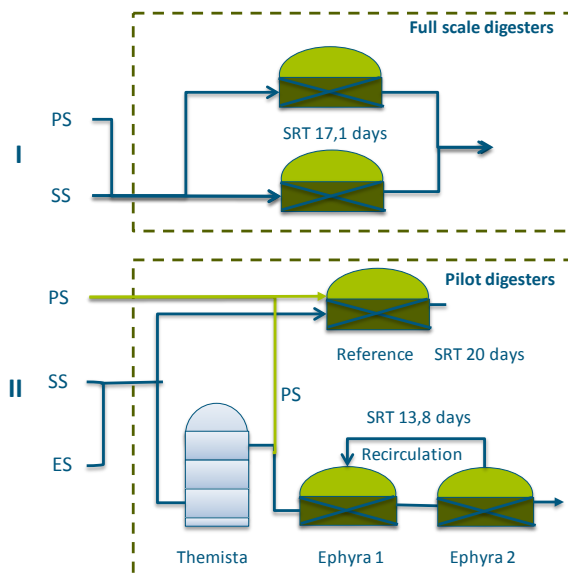 Full scale digesters
PS
SRT 17,1 days
I
SS
Pilot digesters
PS
Reference SRT 20 days
SS
II
PS
SRT 13,8 days
Recirculation
ES
Themista
Ephyra 1
Ephyra 2